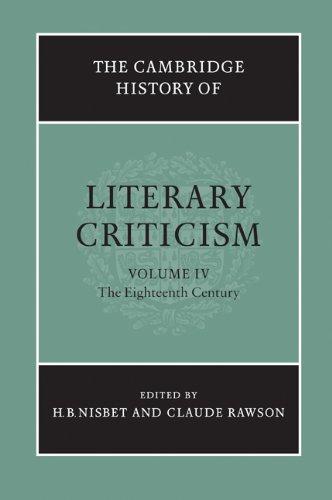 THE CAMBRIDGE
HISTORY OF
LITERARY
CRITICISM
VOLUME IV
The Eighteenth Century
EDITED BY
H.B.NISBET AND CLAUDE RAWSON